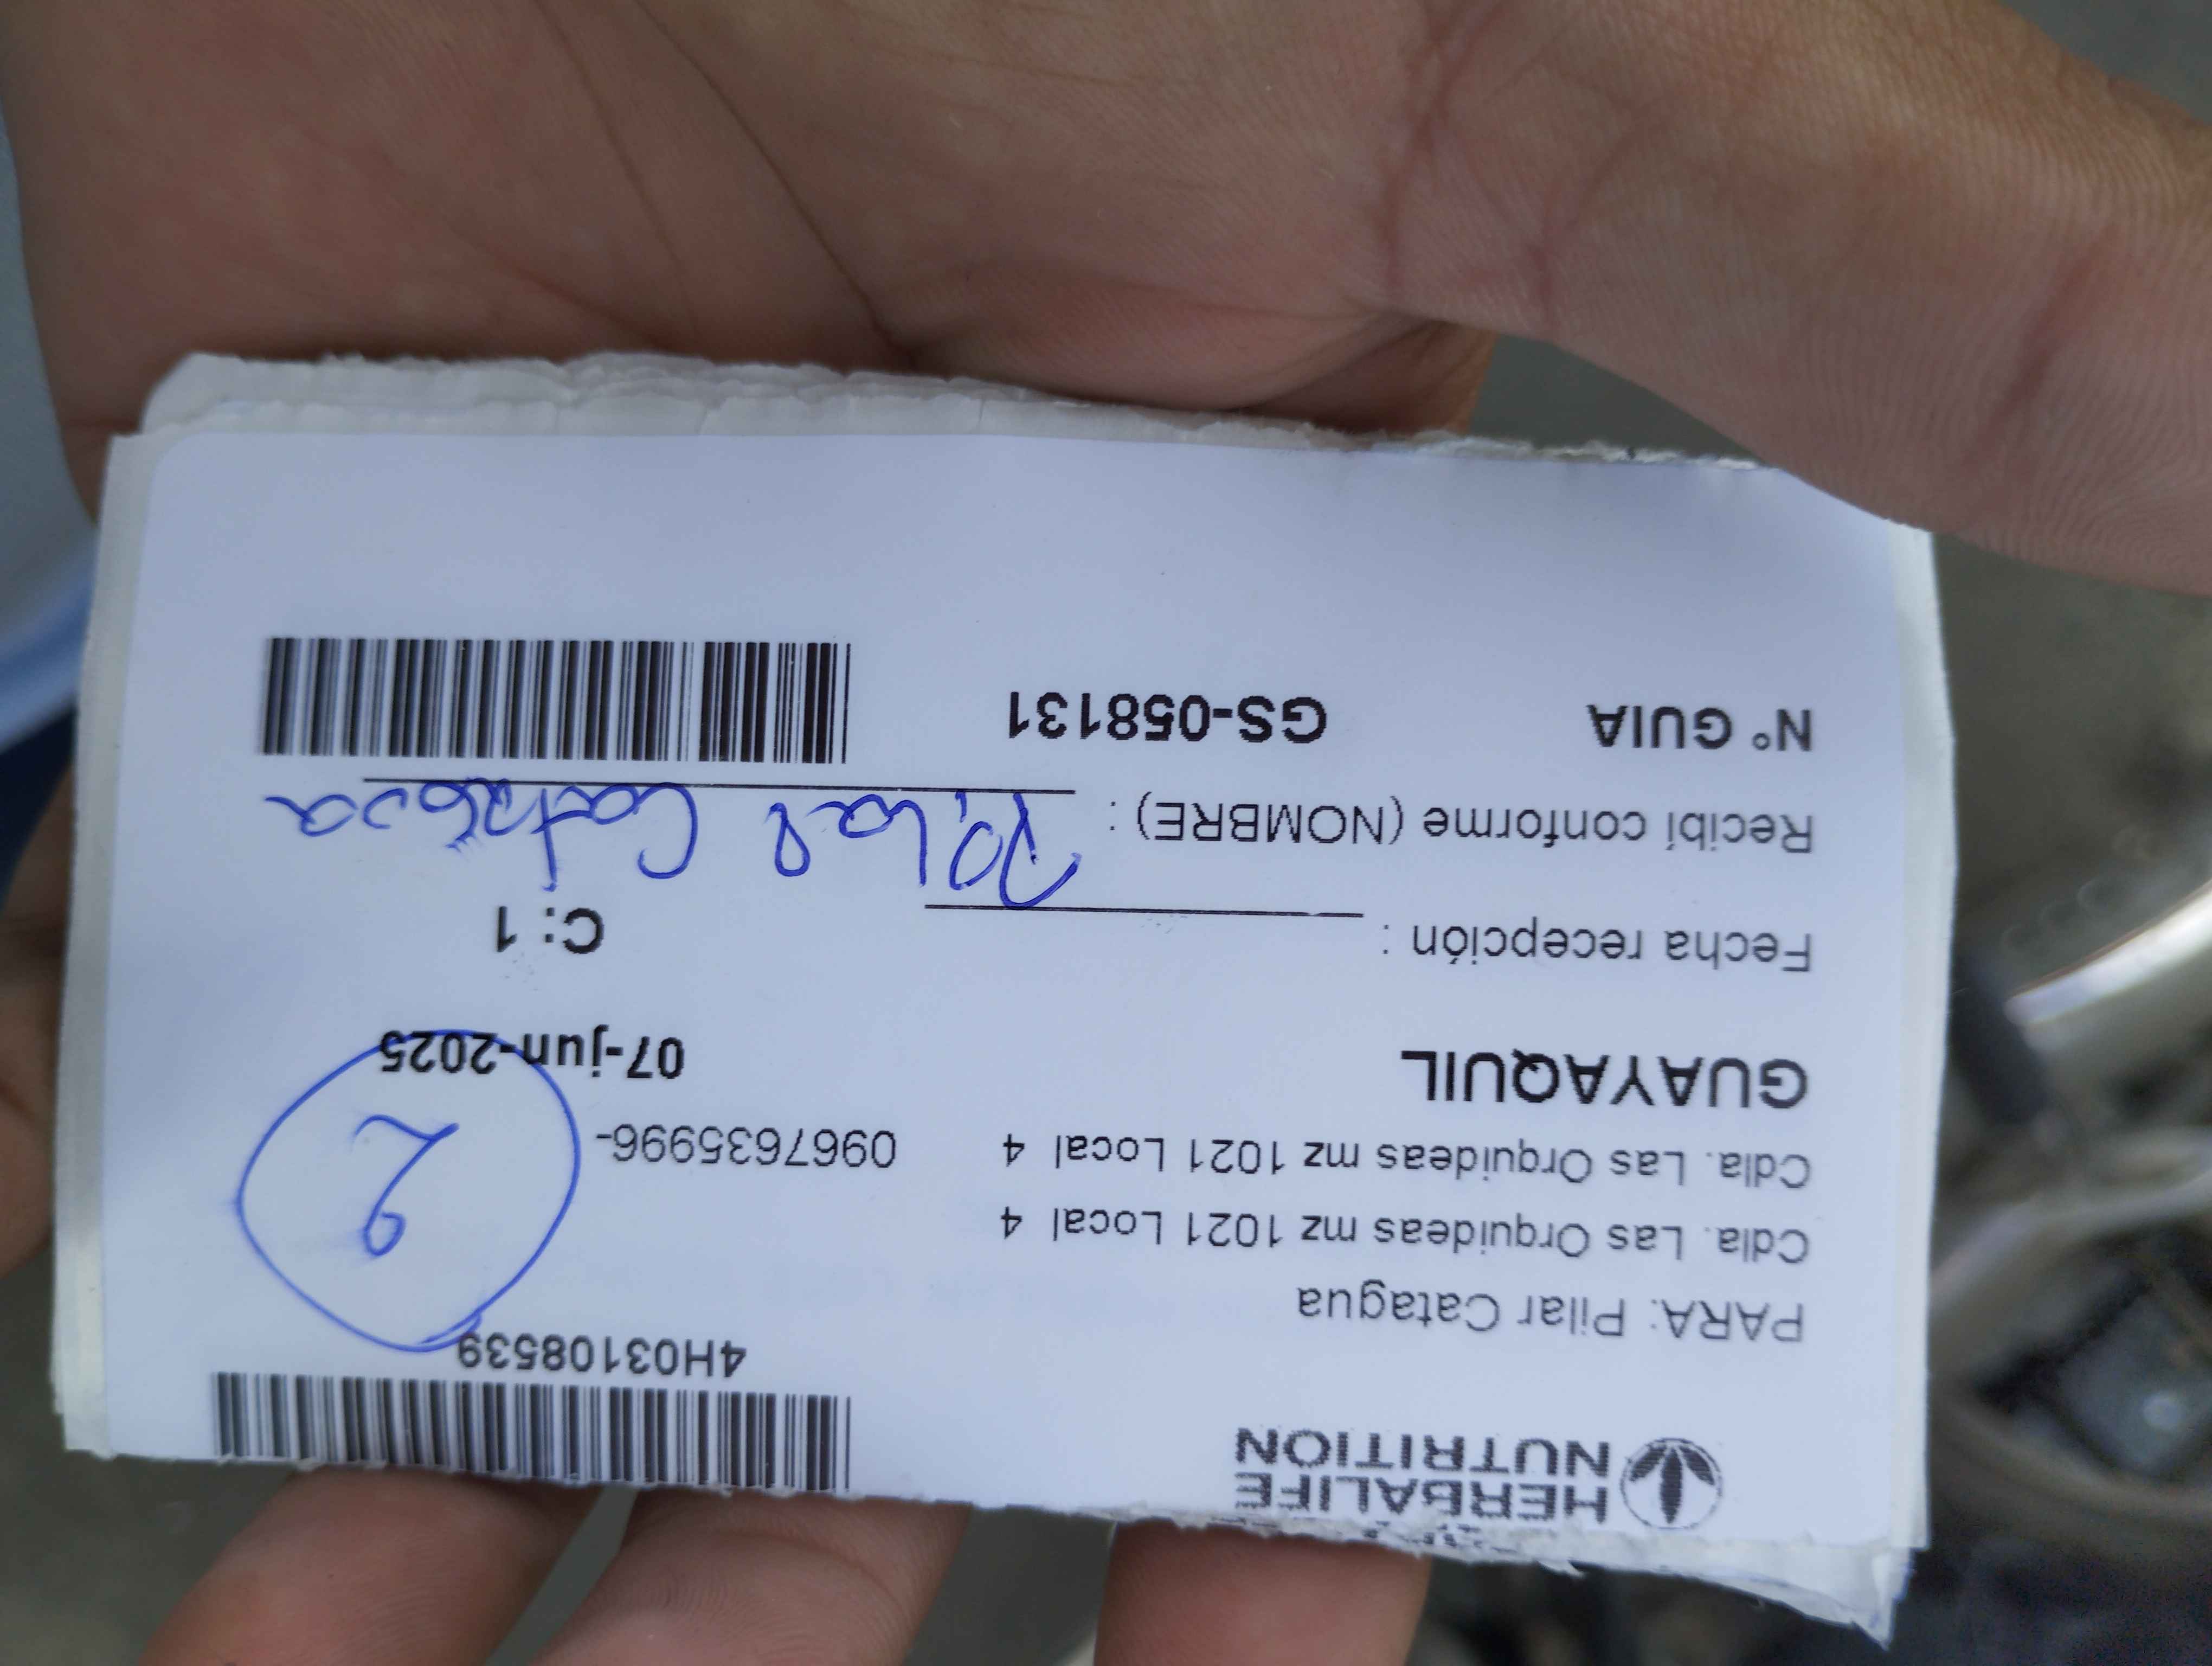 HERBALIFE
NUTRITION
4H03108539
PARA: Pilar Catagua
Cdla. Las Orquideas mz 1021 Local 4
Cdla. Las Orquideas mz 1021 Local 4
0967635996-
2
GUAYAQUIL
07-jun-2025
Fecha recepción :
C: 1
Recibí conforme (NOMBRE) : Pilar Catagua
N° GUIA GS-058131